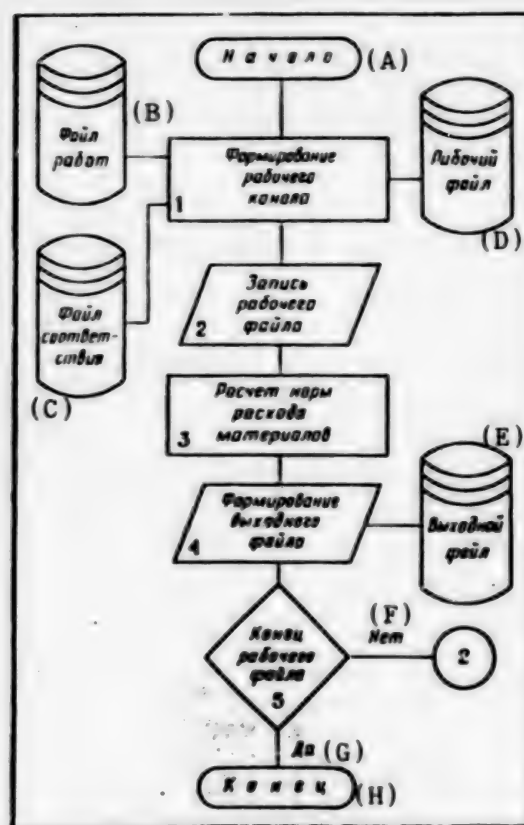 Начало (A)
(B)
Файл
работ
Формирование
рабочего
канала
1
Рабочий
файл
(D)
Запись
рабочего
файла
2
Файл
соответ-
ствия
(C)
Расчет нормы
расхода
материалов
3
(E)
Формирование
выходного
файла
4
Выходной
файл
(F)
Нет
Конец
рабочего
файла
5
2
Да (G)
Конец (H)